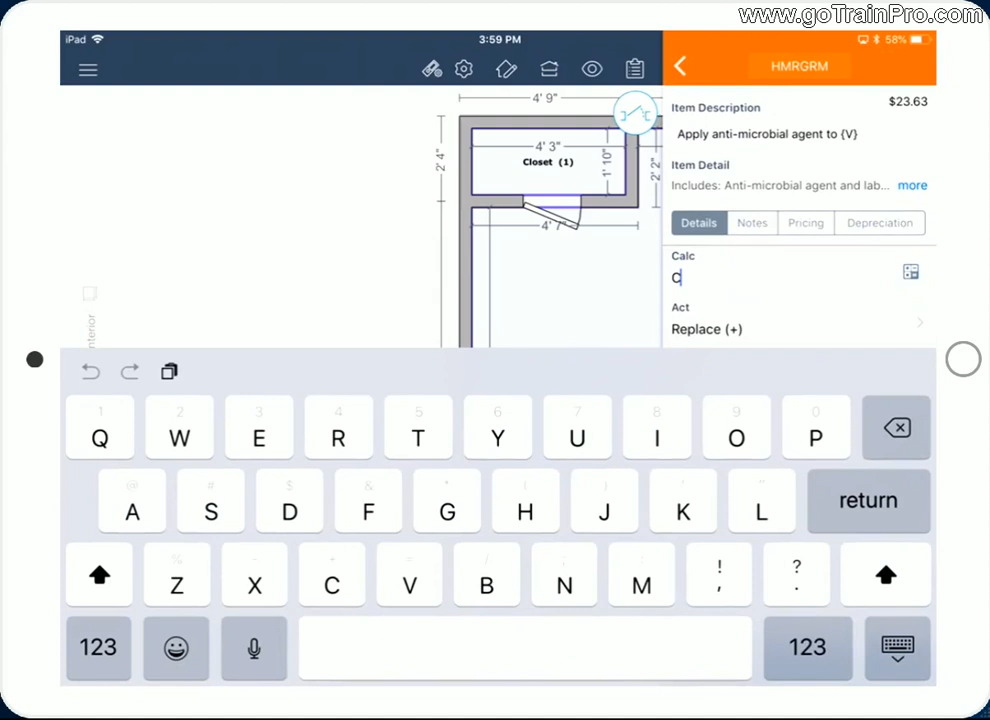 www.goTrainPro.com
iPad 3:59 PM 58%
HMRGRM
Item Description $23.63
Apply anti-microbial agent to {V}
Item Detail
Includes: Anti-microbial agent and lab... more
Details Notes Pricing Depreciation
Calc
C
Act
Replace (+)
4' 9"
4' 3"
Closet (1)
1' 10"
2' 4"
2' 2"
4' 7"
nterior
1 2 3 4 5 6 7 8 9 0
Q W E R T Y U I O P
@ # $ & * ( ) ' "
A S D F G H J K L return
% - + = / ; : ! ?
Z X C V B N M , .
123 123